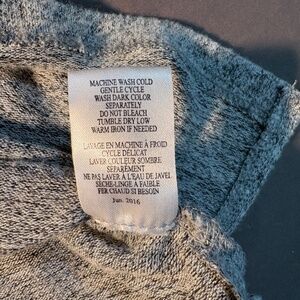 MACHINE WASH COLD
GENTLE CYCLE
WASH DARK COLOR
SEPARATELY
DO NOT BLEACH
TUMBLE DRY LOW
WARM IRON IF NEEDED
LAVAGE EN MACHINE À FROID
CYCLE DÉLICAT
LAVER COULEUR SOMBRE
SÉPARÉMENT
NE PAS LAVER À L'EAU DE JAVEL
SÈCHE-LINGE A FAIBLE
FER CHAUD SI BESOIN
Jun. 2016